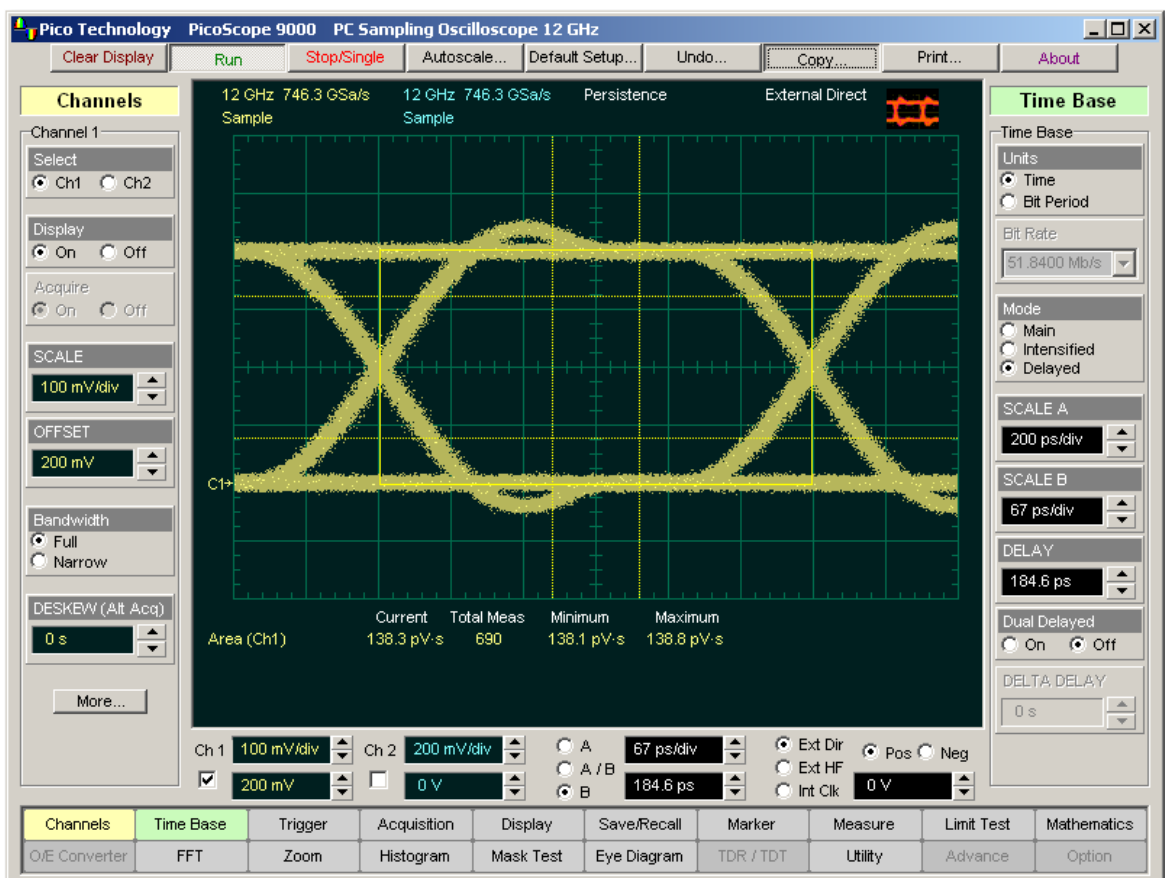 Pico Technology PicoScope 9000 PC Sampling Oscilloscope 12 GHz
Clear Display Run Stop/Single Autoscale... Default Setup... Undo... Copy.... Print... About
Channels
Channel 1
Select
Ch1 Ch2
Display
On Off
Acquire
On Off
SCALE
100 mV/div
OFFSET
200 mV
Bandwidth
Full
Narrow
DESKEW (Alt Acq)
0 s
More...
12 GHz 746.3 GSa/s 12 GHz 746.3 GSa/s Persistence External Direct
Sample Sample
C1
Current Total Meas Minimum Maximum
Area (Ch1) 138.3 pV·s 690 138.1 pV·s 138.8 pV·s
Time Base
Time Base
Units
Time
Bit Period
Bit Rate
51.8400 Mb/s
Mode
Main
Intensified
Delayed
SCALE A
200 ps/div
SCALE B
67 ps/div
DELAY
184.6 ps
Dual Delayed
On Off
DELTA DELAY
0 s
Ch 1 100 mV/div Ch 2 200 mV/div A 67 ps/div Ext Dir Pos Neg
A / B Ext HF
200 mV 0 V B 184.6 ps Int Clk 0 V
Channels Time Base Trigger Acquisition Display Save/Recall Marker Measure Limit Test Mathematics
O/E Converter FFT Zoom Histogram Mask Test Eye Diagram TDR / TDT Utility Advance Option